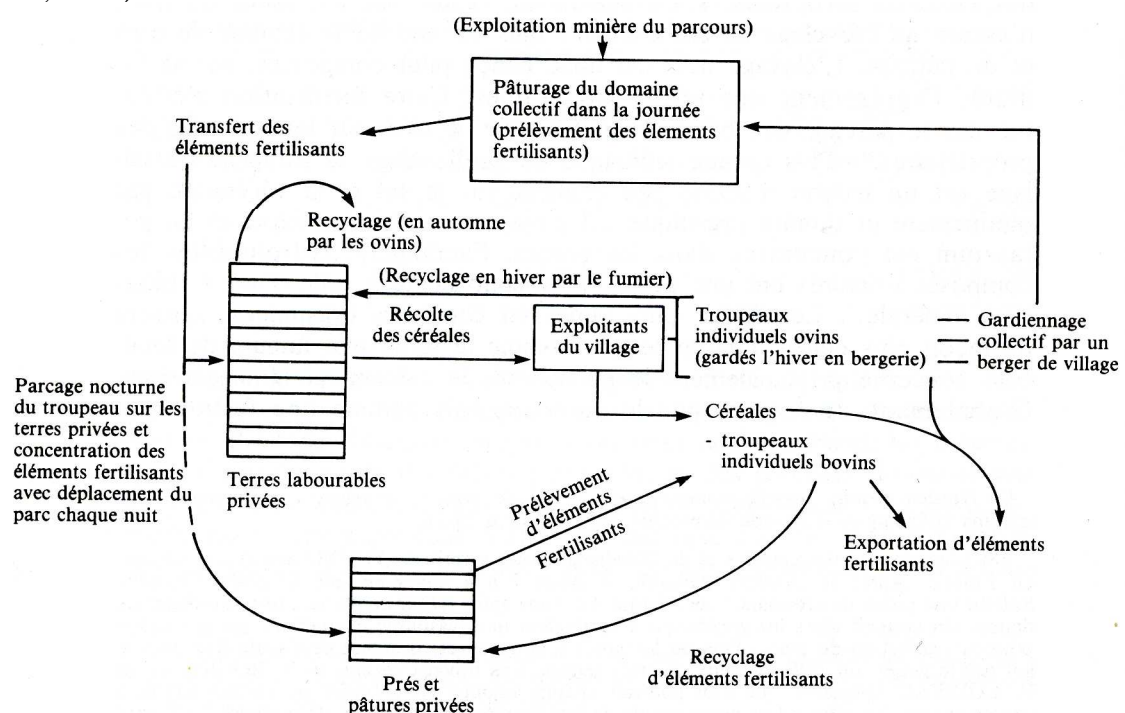 (Exploitation minière du parcours)
Pâturage du domaine
collectif dans la journée
(prélèvement des élements
fertilisants)
Transfert des
éléments fertilisants
Recyclage (en automne
par les ovins)
(Recyclage en hiver par le fumier)
Récolte
des céréales
Exploitants
du village
Troupeaux
individuels ovins
(gardés l'hiver en bergerie)
— Gardiennage
— collectif par un
— berger de village
Parcage nocturne
du troupeau sur les
terres privées et
concentration des
éléments fertilisants
avec déplacement du
parc chaque nuit
Terres labourables
privées
Céréales
- troupeaux
individuels bovins
Prélèvement
d'éléments
Fertilisants
Exportation d'éléments
fertilisants
Recyclage
d'éléments fertilisants
Prés et
pâtures privées